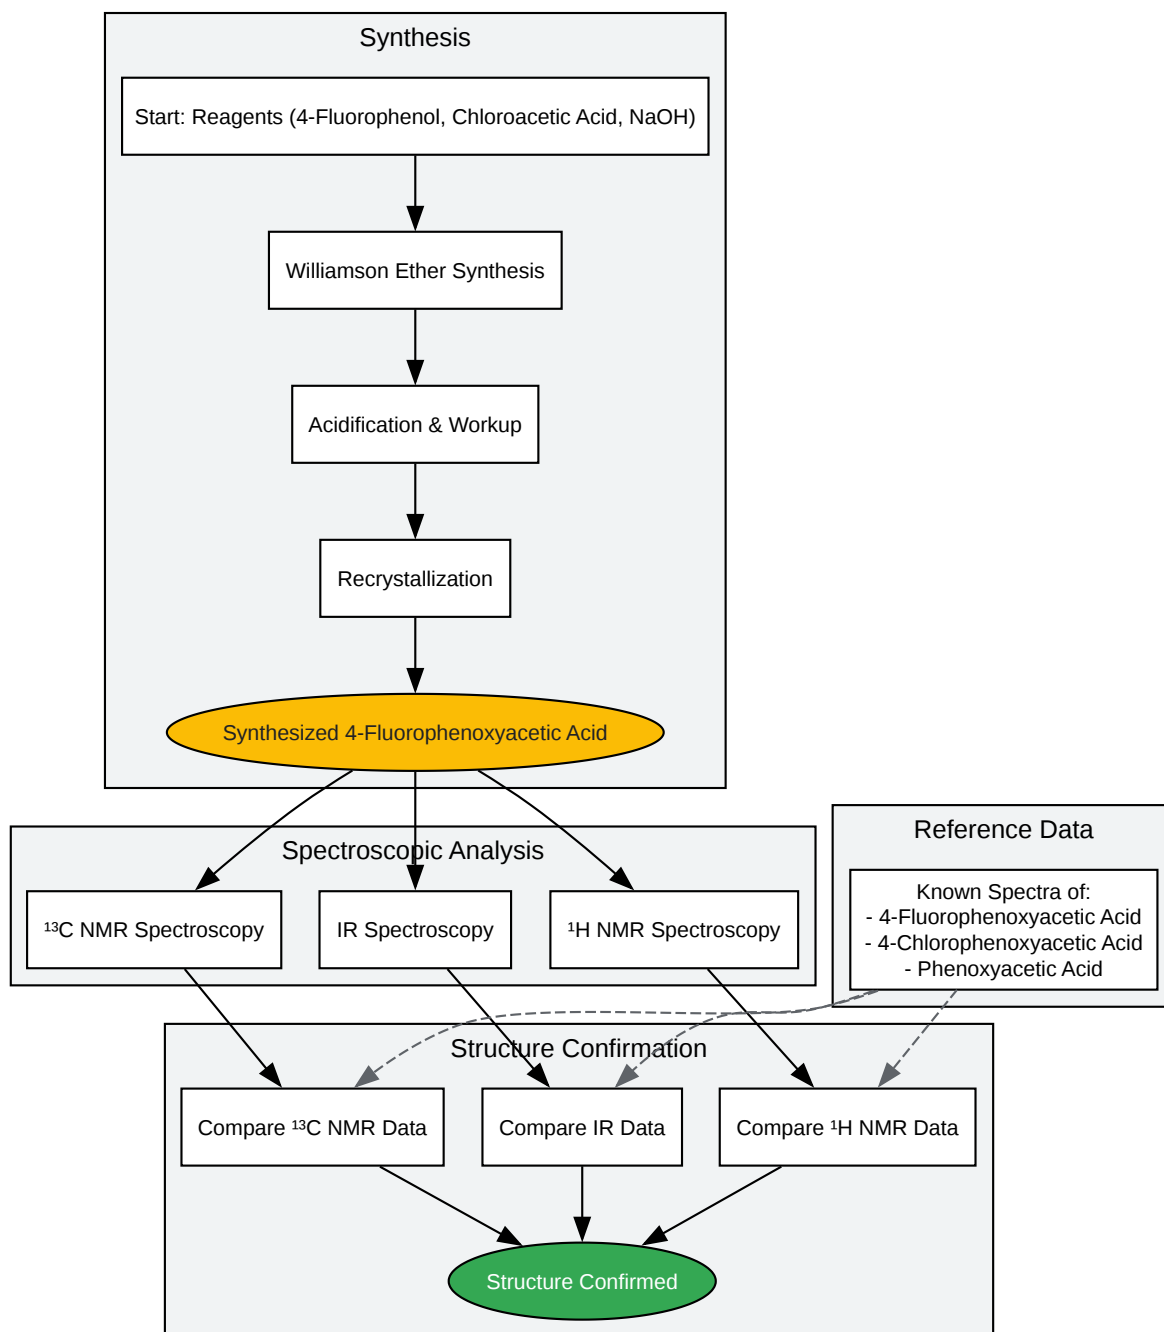 Synthesis
Start: Reagents (4-Fluorophenol, Chloroacetic Acid, NaOH)
Williamson Ether Synthesis
Acidification & Workup
Recrystallization
Synthesized 4-Fluorophenoxyacetic Acid
Spectroscopic Analysis
¹³C NMR Spectroscopy
IR Spectroscopy
¹H NMR Spectroscopy
Reference Data
Known Spectra of:
- 4-Fluorophenoxyacetic Acid
- 4-Chlorophenoxyacetic Acid
- Phenoxyacetic Acid
Structure Confirmation
Compare ¹³C NMR Data
Compare IR Data
Compare ¹H NMR Data
Structure Confirmed